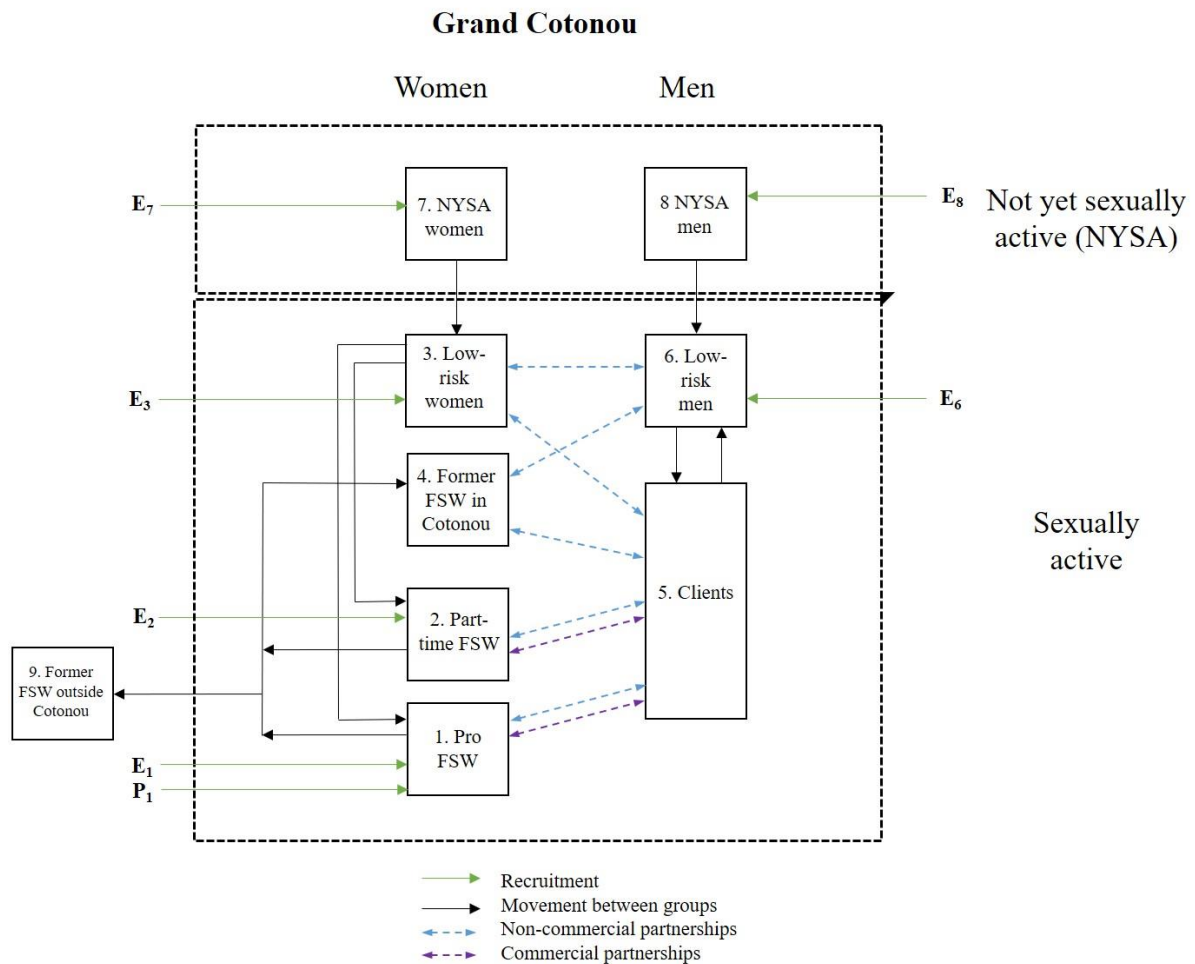 Grand Cotonou
Women
Men
E₇
7. NYSA
women
8 NYSA
men
E₈
Not yet sexually
active (NYSA)
3. Low-
risk
women
6. Low-
risk
men
E₃
E₆
4. Former
FSW in
Cotonou
Sexually
active
5. Clients
E₂
2. Part-
time FSW
9. Former
FSW outside
Cotonou
1. Pro
FSW
E₁
P₁
Recruitment
Movement between groups
Non-commercial partnerships
Commercial partnerships